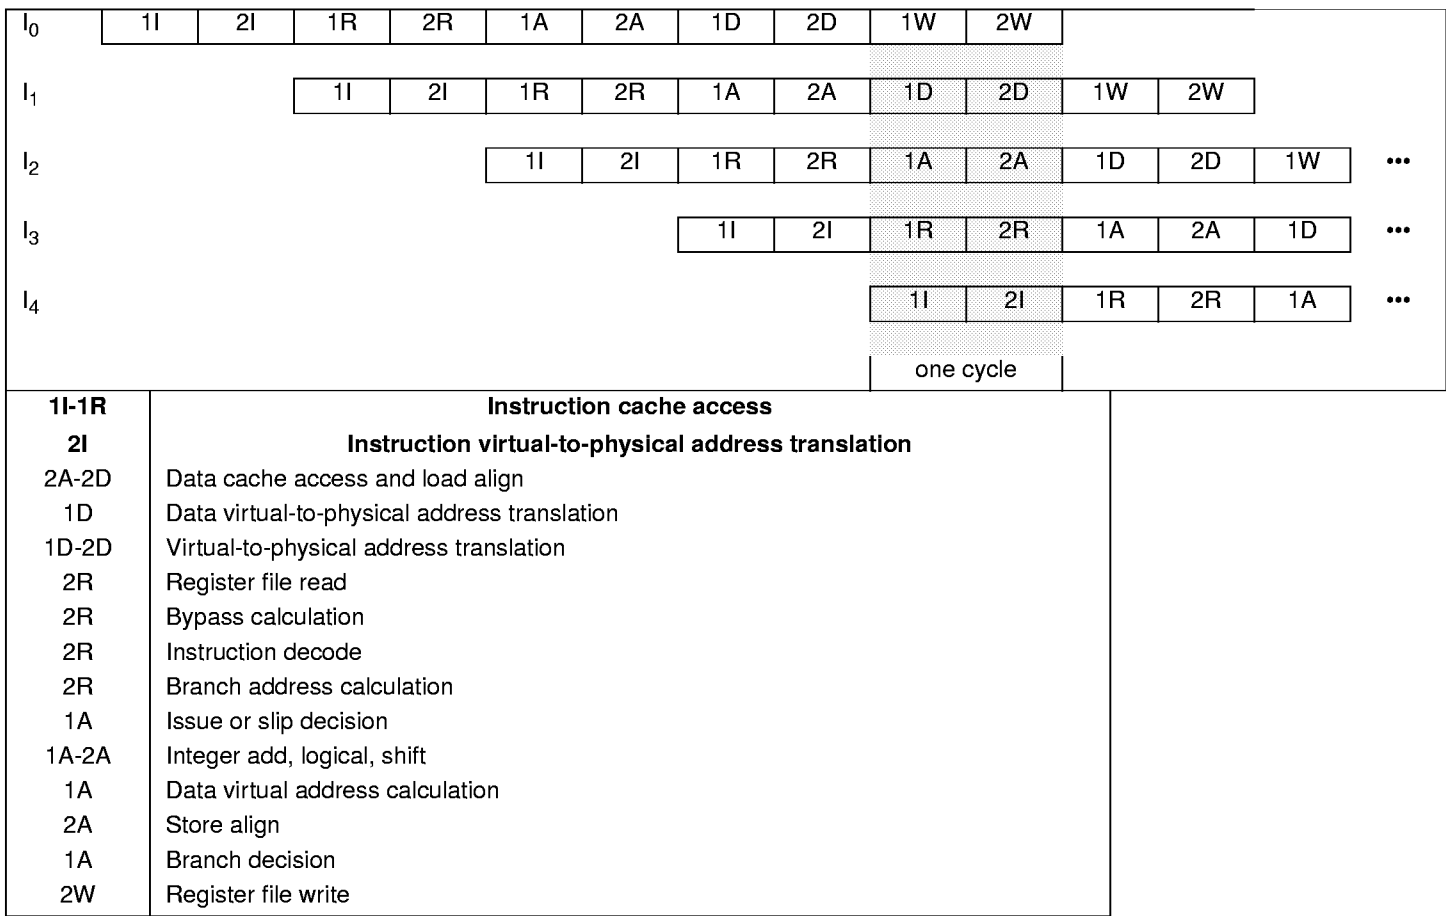 I0 1I 2I 1R 2R 1A 2A 1D 2D 1W 2W
I1 1I 2I 1R 2R 1A 2A 1D 2D 1W 2W
I2 1I 2I 1R 2R 1A 2A 1D 2D 1W •••
I3 1I 2I 1R 2R 1A 2A 1D •••
I4 1I 2I 1R 2R 1A •••
one cycle
1I-1R Instruction cache access
2I Instruction virtual-to-physical address translation
2A-2D Data cache access and load align
1D Data virtual-to-physical address translation
1D-2D Virtual-to-physical address translation
2R Register file read
2R Bypass calculation
2R Instruction decode
2R Branch address calculation
1A Issue or slip decision
1A-2A Integer add, logical, shift
1A Data virtual address calculation
2A Store align
1A Branch decision
2W Register file write